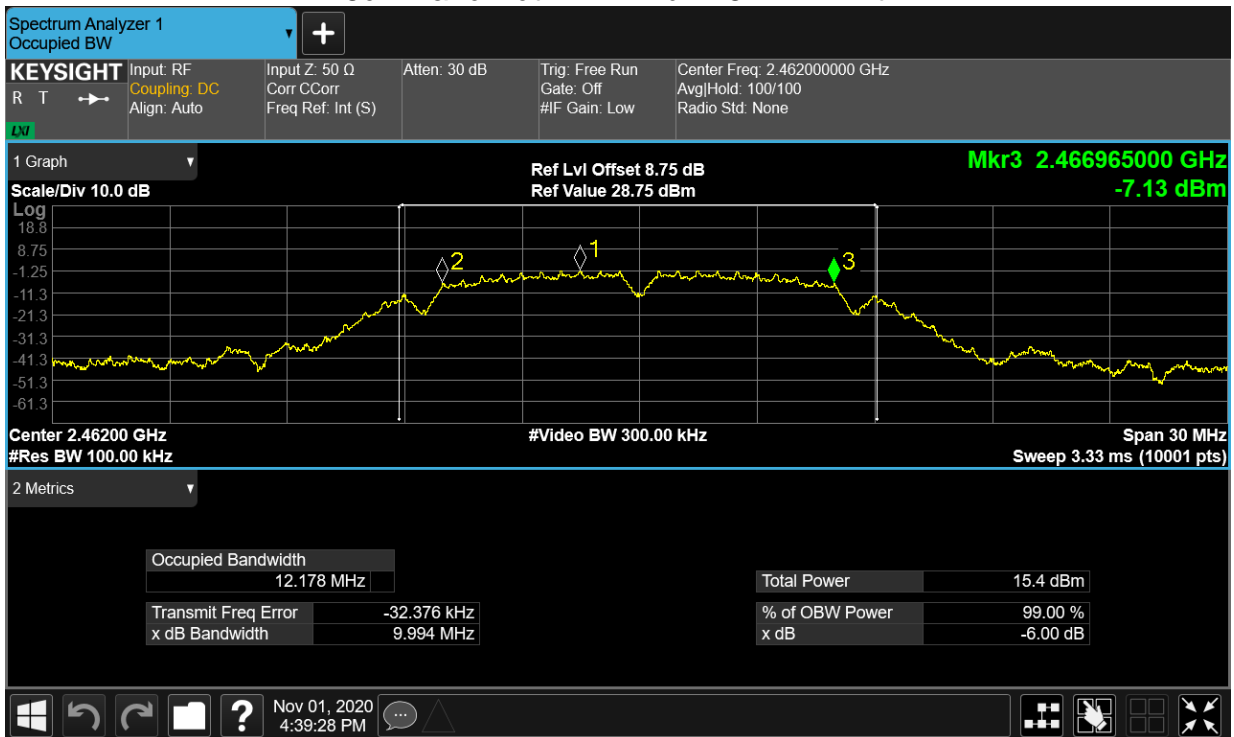 Spectrum Analyzer 1
Occupied BW
+
KEYSIGHT
R T
LXI
Input: RF
Coupling: DC
Align: Auto
Input Z: 50 Ω
Corr CCorr
Freq Ref: Int (S)
Atten: 30 dB
Trig: Free Run
Gate: Off
#IF Gain: Low
Center Freq: 2.462000000 GHz
Avg|Hold: 100/100
Radio Std: None
1 Graph
Scale/Div 10.0 dB
Ref Lvl Offset 8.75 dB
Ref Value 28.75 dBm
Mkr3 2.466965000 GHz
-7.13 dBm
Log
18.8
8.75
-1.25
-11.3
-21.3
-31.3
-41.3
-51.3
-61.3
2
1
3
Center 2.46200 GHz
#Video BW 300.00 kHz
Span 30 MHz
#Res BW 100.00 kHz
Sweep 3.33 ms (10001 pts)
2 Metrics
Occupied Bandwidth
12.178 MHz
Total Power 15.4 dBm
Transmit Freq Error -32.376 kHz
% of OBW Power 99.00 %
x dB Bandwidth 9.994 MHz
x dB -6.00 dB
?
Nov 01, 2020
4:39:28 PM